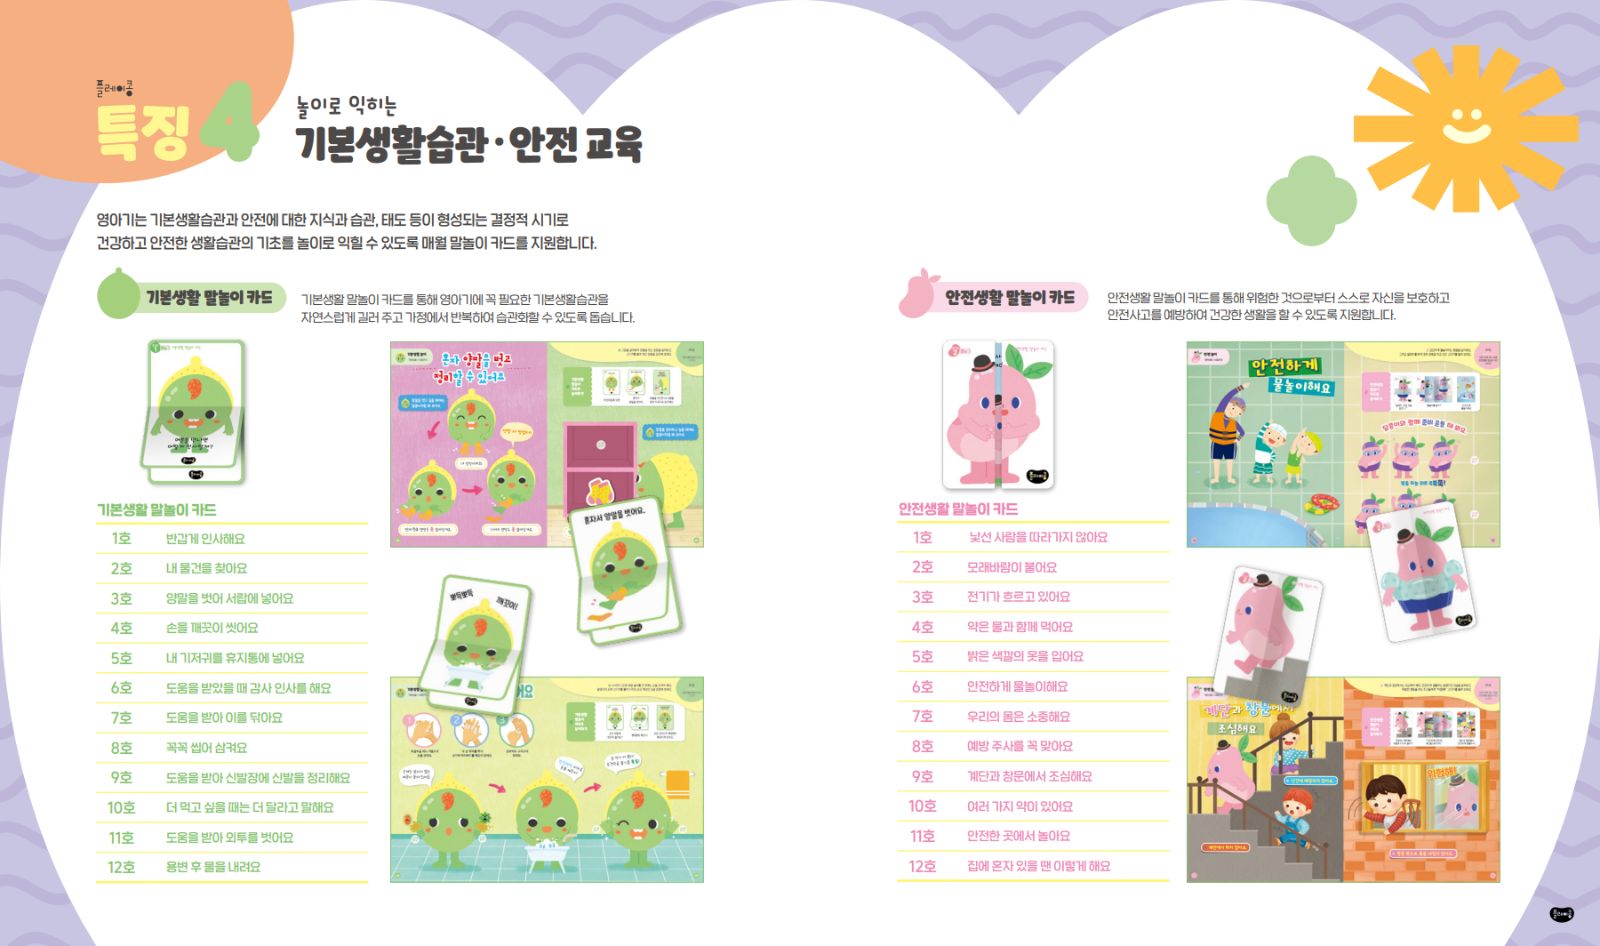 플레이콩
특징 4
놀이로 익히는
기본생활습관·안전 교육
영아기는 기본생활습관과 안전에 대한 지식과 습관, 태도 등이 형성되는 결정적 시기로
건강하고 안전한 생활습관의 기초를 놀이로 익힐 수 있도록 매월 말놀이 카드를 지원합니다.
기본생활 말놀이 카드
기본생활 말놀이 카드를 통해 영아기에 꼭 필요한 기본생활습관을
자연스럽게 길러 주고 가정에서 반복하여 습관화할 수 있도록 돕습니다.
혼자 양말을 벗고
정리할 수 있어요
혼자서 양말을 벗어요.
뽀득뽀득
깨끗이!
기본생활 말놀이 카드
1호 반갑게 인사해요
2호 내 물건을 찾아요
3호 양말을 벗어 서랍에 넣어요
4호 손을 깨끗이 씻어요
5호 내 기저귀를 휴지통에 넣어요
6호 도움을 받았을 때 감사 인사를 해요
7호 도움을 받아 이를 닦아요
8호 꼭꼭 씹어 삼켜요
9호 도움을 받아 신발장에 신발을 정리해요
10호 더 먹고 싶을 때는 더 달라고 말해요
11호 도움을 받아 외투를 벗어요
12호 용변 후 물을 내려요
안전생활 말놀이 카드
안전생활 말놀이 카드를 통해 위험한 것으로부터 스스로 자신을 보호하고
안전사고를 예방하여 건강한 생활을 할 수 있도록 지원합니다.
안전하게
물놀이해요
계단과 창문에서
조심해요
위험해!
안전생활 말놀이 카드
1호 낯선 사람을 따라가지 않아요
2호 모래바람이 불어요
3호 전기가 흐르고 있어요
4호 약은 물과 함께 먹어요
5호 밝은 색깔의 옷을 입어요
6호 안전하게 물놀이해요
7호 우리의 몸은 소중해요
8호 예방 주사를 꼭 맞아요
9호 계단과 창문에서 조심해요
10호 여러 가지 약이 있어요
11호 안전한 곳에서 놀아요
12호 집에 혼자 있을 땐 이렇게 해요
플레이콩